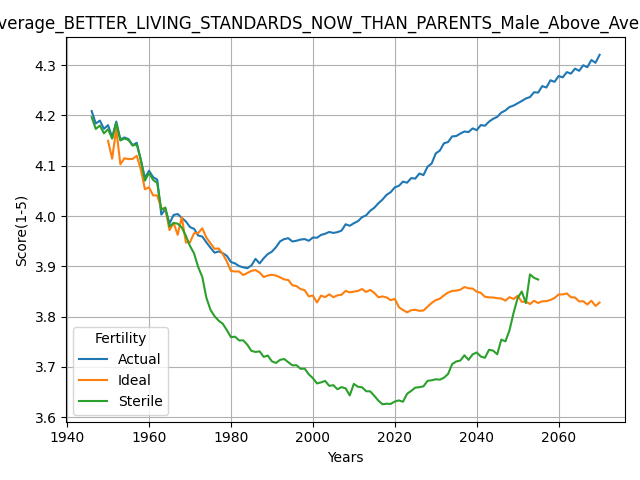 verage_BETTER_LIVING_STANDARDS_NOW_THAN_PARENTS_Male_Above_Ave
4.3
4.2
4.1
4.0
3.9
3.8
3.7
3.6
Score(1-5)
Fertility
Actual
Ideal
Sterile
1940
1960
1980
2000
2020
2040
2060
Years